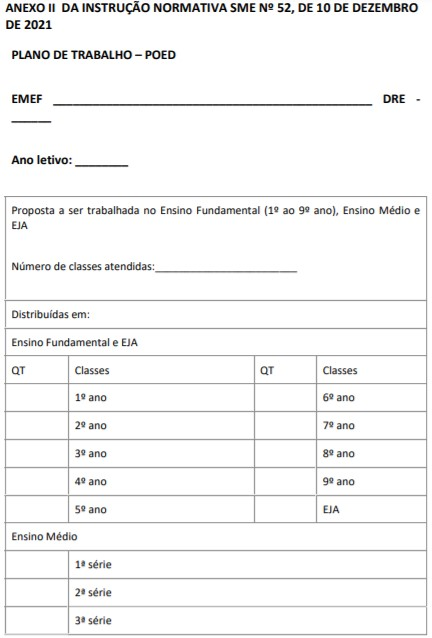 ANEXO II DA INSTRUÇÃO NORMATIVA SME Nº 52, DE 10 DE DEZEMBRO
DE 2021
PLANO DE TRABALHO – POED
EMEF ________________________________________________ DRE -
______
Ano letivo: ________
Proposta a ser trabalhada no Ensino Fundamental (1º ao 9º ano), Ensino Médio e
EJA
Número de classes atendidas:_________________________
Distribuídas em:
Ensino Fundamental e EJA
QT Classes QT Classes
1º ano 6º ano
2º ano 7º ano
3º ano 8º ano
4º ano 9º ano
5º ano EJA
Ensino Médio
1ª série
2ª série
3ª série